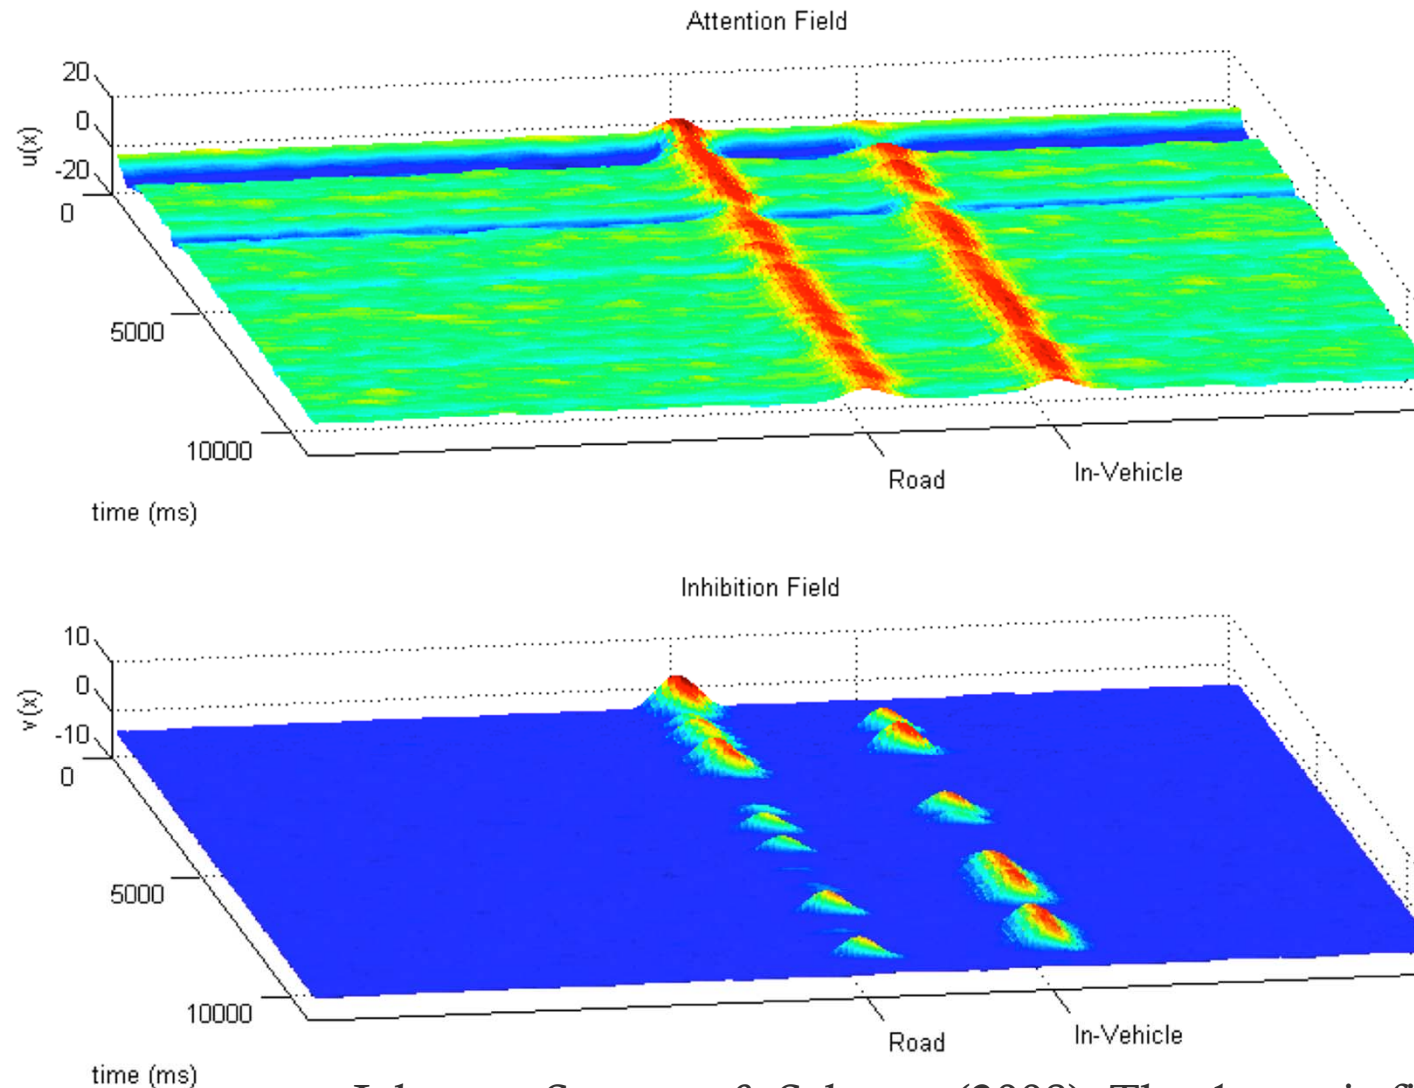 Attention Field
20
0
-20
u(x)
0
5000
10000
time (ms)
Road
In-Vehicle
Inhibition Field
10
0
-10
v(x)
0
5000
10000
time (ms)
Road
In-Vehicle
(2008)